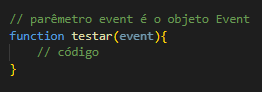 // parêmetro event é o objeto Event
function testar(event){
// código
}